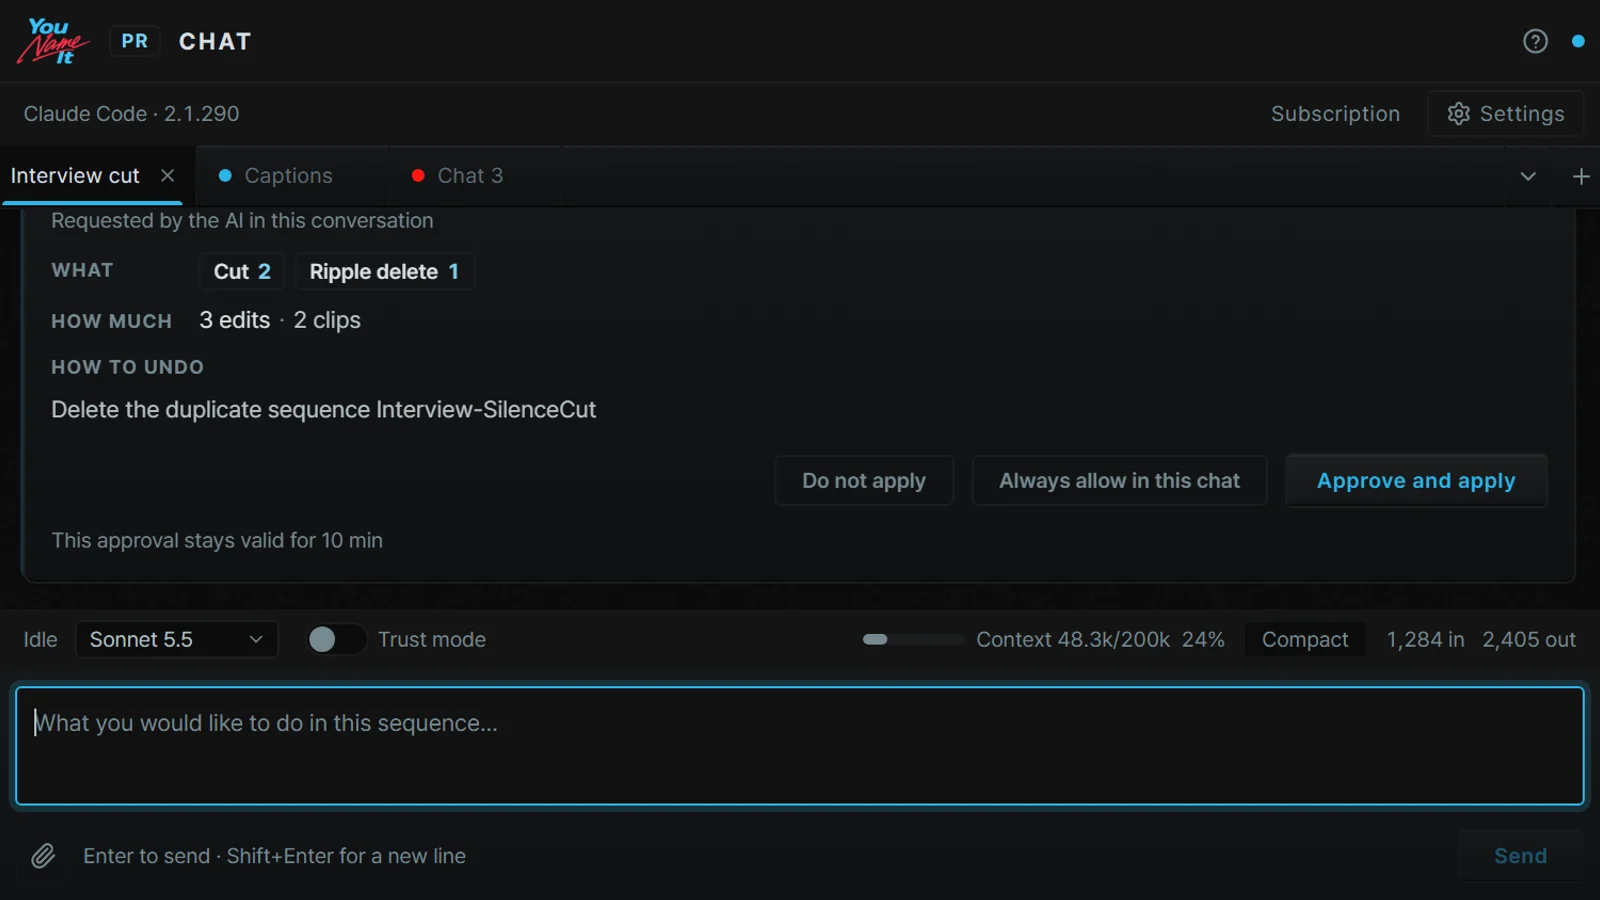 You Name It
PR CHAT
Claude Code · 2.1.290
Subscription Settings
Interview cut Captions Chat 3
Requested by the AI in this conversation
WHAT Cut 2 Ripple delete 1
HOW MUCH 3 edits · 2 clips
HOW TO UNDO
Delete the duplicate sequence Interview-SilenceCut
Do not apply Always allow in this chat Approve and apply
This approval stays valid for 10 min
Idle Sonnet 5.5 Trust mode Context 48.3k/200k 24% Compact 1,284 in 2,405 out
What you would like to do in this sequence...
Enter to send · Shift+Enter for a new line Send